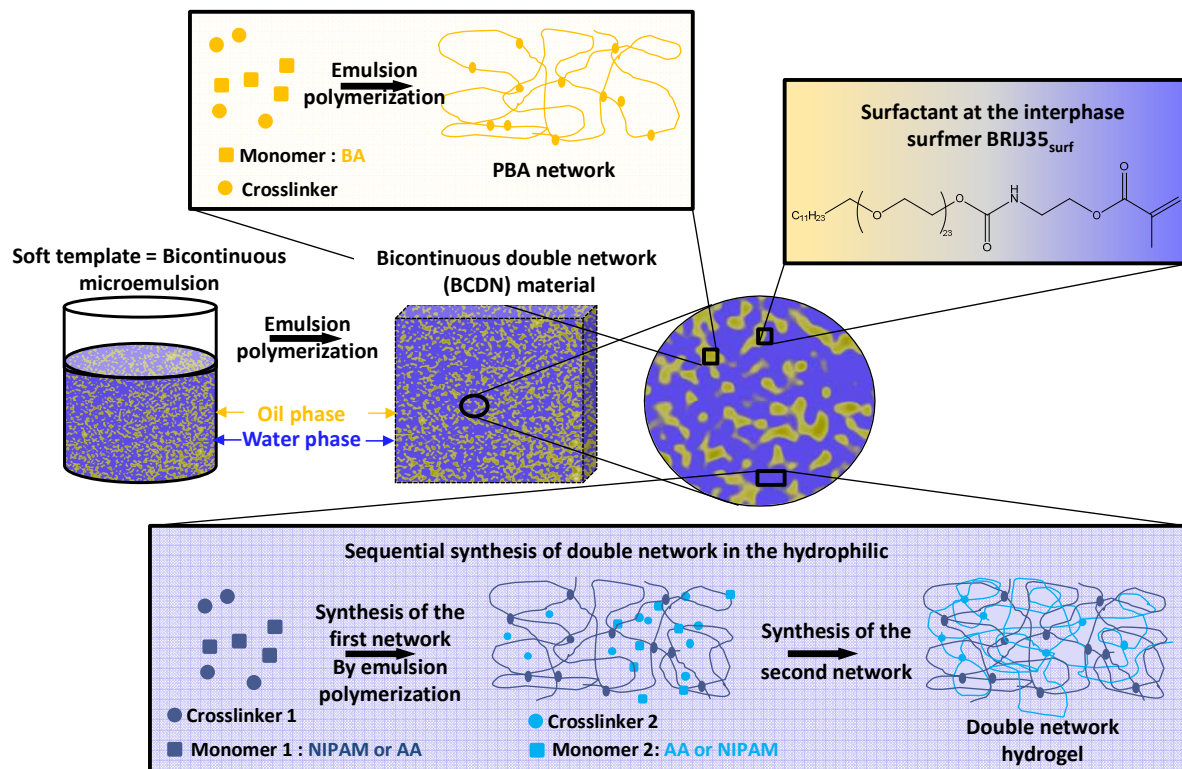 Emulsion
polymerization
Monomer : BA
Crosslinker
PBA network
Surfactant at the interphase
surfmer BRIJ35surf
C11H23
O
23
O
O
H
N
O
O
Soft template = Bicontinuous
microemulsion
Emulsion
polymerization
Bicontinuous double network
(BCDN) material
Oil phase
Water phase
Sequential synthesis of double network in the hydrophilic
Synthesis of the
first network
By emulsion
polymerization
Crosslinker 1
Monomer 1 : NIPAM or AA
Crosslinker 2
Monomer 2: AA or NIPAM
Synthesis of the
second network
Double network
hydrogel